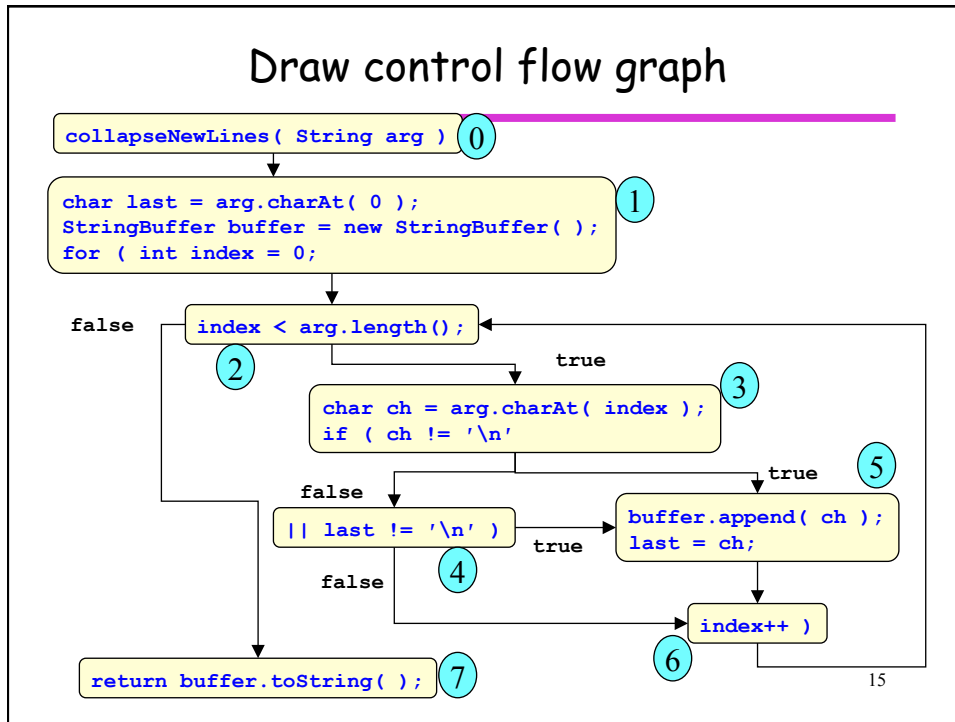 Draw control flow graph
collapseNewLines( String arg )
0
char last = arg.charAt( 0 );
StringBuffer buffer = new StringBuffer( );
for ( int index = 0;
1
false
index < arg.length();
2
true
char ch = arg.charAt( index );
if ( ch != '\n'
3
false
true
5
|| last != '\n' )
4
true
buffer.append( ch );
last = ch;
false
index++ )
6
return buffer.toString( );
7
15